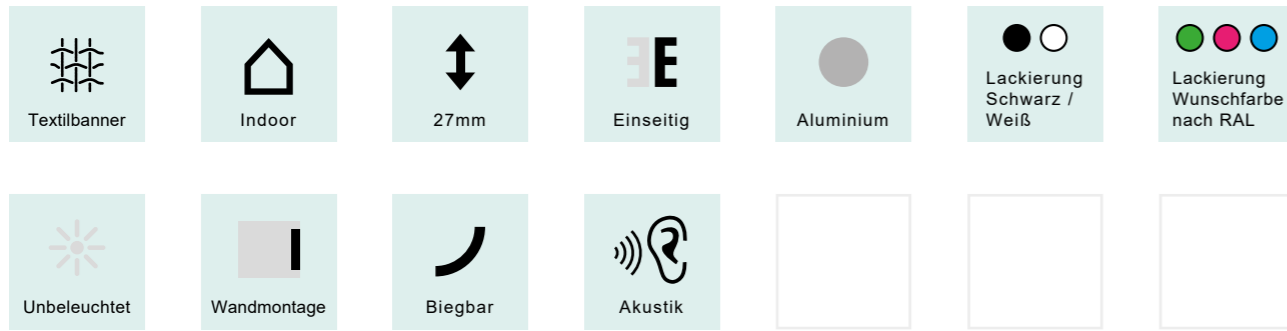 Textilbanner
Indoor
27mm
Einseitig
Aluminium
Lackierung
Schwarz /
Weiß
Lackierung
Wunschfarbe
nach RAL
Unbeleuchtet
Wandmontage
Biegbar
Akustik